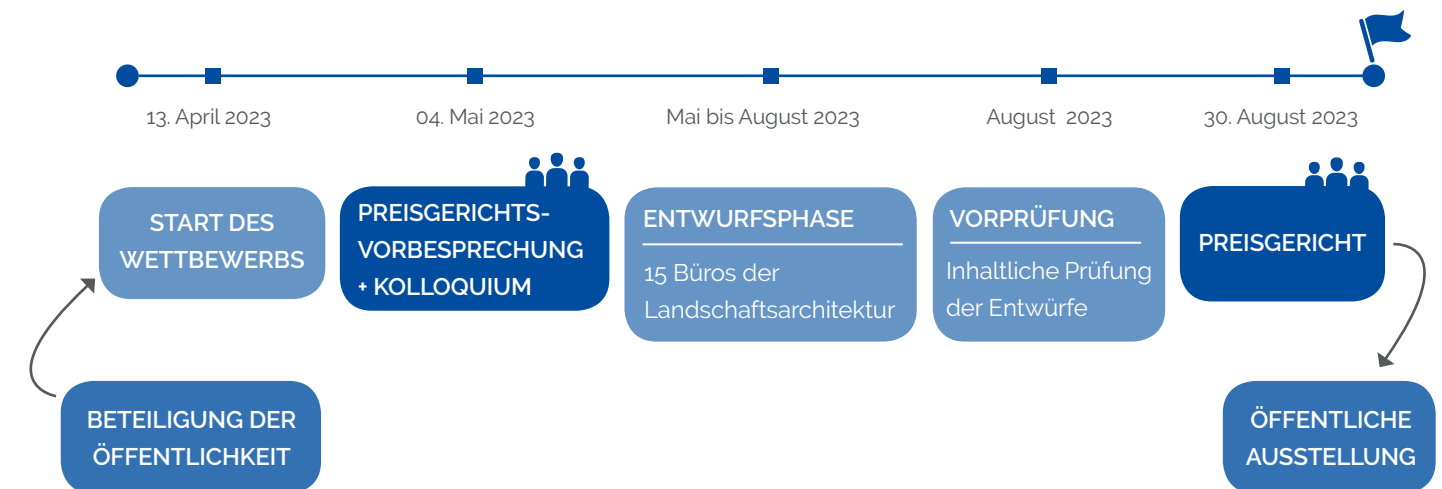 13. April 2023
04. Mai 2023
Mai bis August 2023
August 2023
30. August 2023
START DES
WETTBEWERBS
PREISGERICHTS-
VORBESPRECHUNG
+ KOLLOQUIUM
ENTWURFSPHASE
15 Büros der
Landschaftsarchitektur
VORPRÜFUNG
Inhaltliche Prüfung
der Entwürfe
PREISGERICHT
BETEILIGUNG DER
ÖFFENTLICHKEIT
ÖFFENTLICHE
AUSSTELLUNG